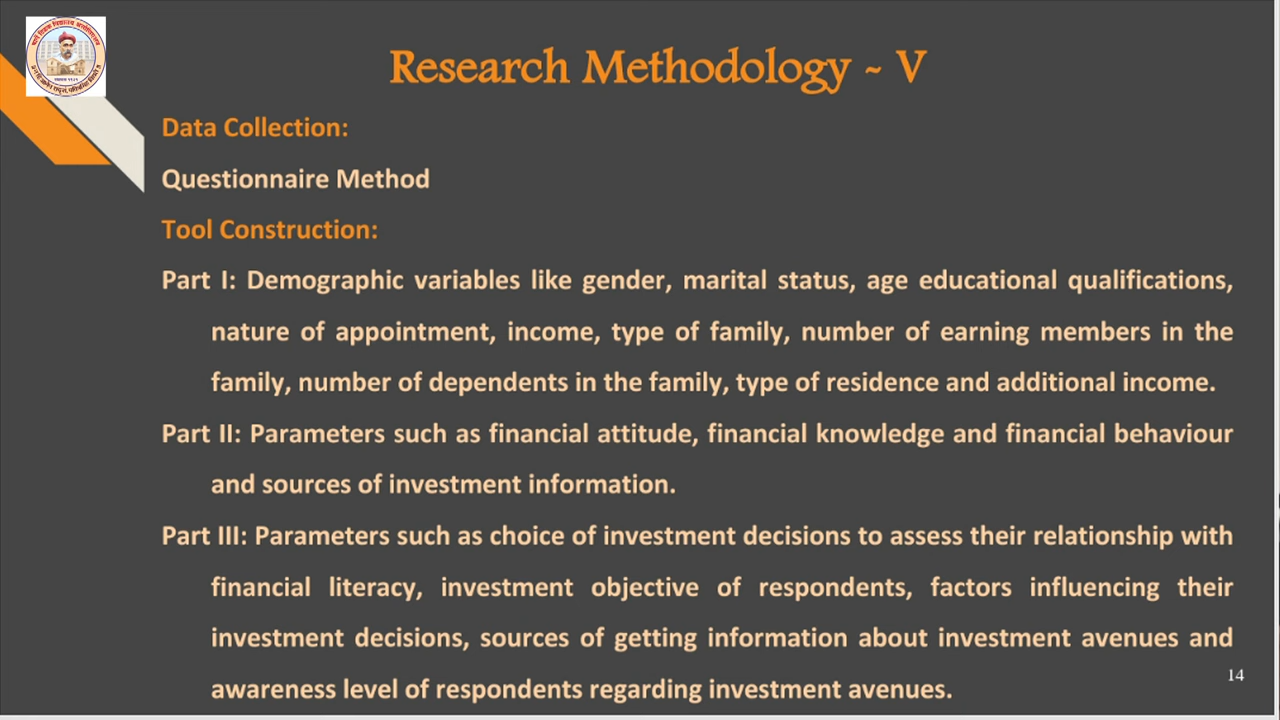 Research Methodology - V
Data Collection:
Questionnaire Method
Tool Construction:
Part I: Demographic variables like gender, marital status, age educational qualifications,
nature of appointment, income, type of family, number of earning members in the
family, number of dependents in the family, type of residence and additional income.
Part II: Parameters such as financial attitude, financial knowledge and financial behaviour
and sources of investment information.
Part III: Parameters such as choice of investment decisions to assess their relationship with
financial literacy, investment objective of respondents, factors influencing their
investment decisions, sources of getting information about investment avenues and
awareness level of respondents regarding investment avenues.
14